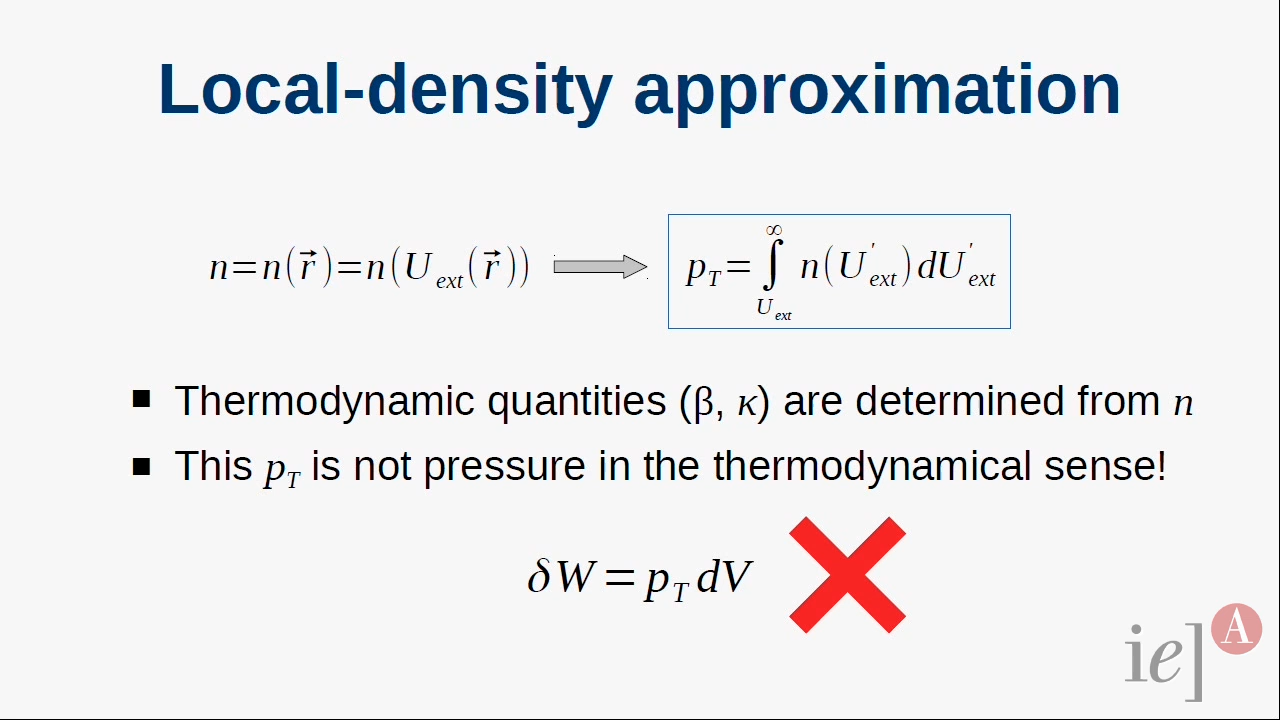 Local-density approximation
n=n(r⃗)=n(U_ext(r⃗))
p_T=∫_{U_ext}^{∞} n(U'_ext)dU'_ext
■ Thermodynamic quantities (β, κ) are determined from n
■ This p_T is not pressure in the thermodynamical sense!
δW=p_T dV
ie] A